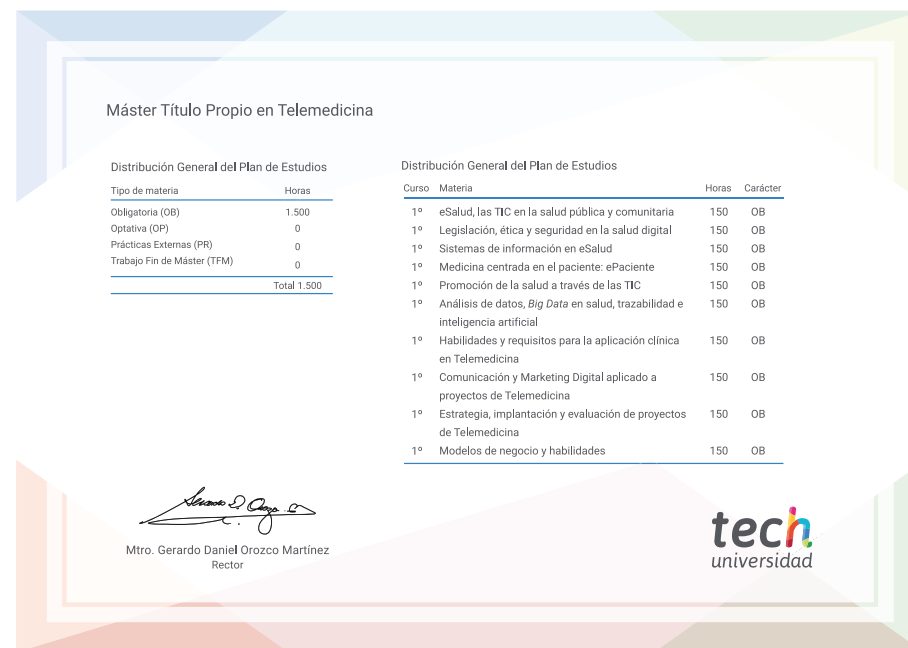 Máster Título Propio en Telemedicina
Distribución General del Plan de Estudios
Tipo de materia Horas
Obligatoria (OB) 1.500
Optativa (OP) 0
Prácticas Externas (PR) 0
Trabajo Fin de Máster (TFM) 0
Total 1.500
Distribución General del Plan de Estudios
Curso Materia Horas Carácter
1º eSalud, las TIC en la salud pública y comunitaria 150 OB
1º Legislación, ética y seguridad en la salud digital 150 OB
1º Sistemas de información en eSalud 150 OB
1º Medicina centrada en el paciente: ePaciente 150 OB
1º Promoción de la salud a través de las TIC 150 OB
1º Análisis de datos, Big Data en salud, trazabilidad e 150 OB
inteligencia artificial
1º Habilidades y requisitos para la aplicación clínica 150 OB
en Telemedicina
1º Comunicación y Marketing Digital aplicado a 150 OB
proyectos de Telemedicina
1º Estrategia, implantación y evaluación de proyectos 150 OB
de Telemedicina
1º Modelos de negocio y habilidades 150 OB
Mtro. Gerardo Daniel Orozco Martínez
Rector
tech
universidad